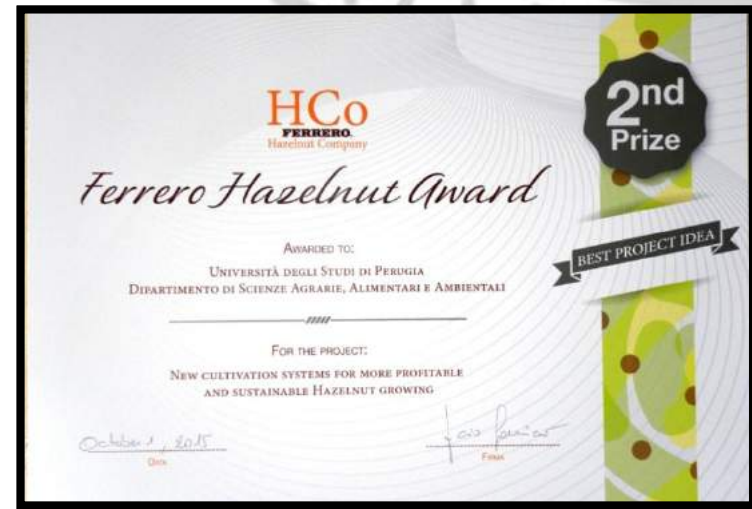 HCo
FERRERO
Hazelnut Company
2nd
Prize
Ferrero Hazelnut Award
BEST PROJECT IDEA
AWARDED TO:
UNIVERSITÀ DEGLI STUDI DI PERUGIA
DIPARTIMENTO DI SCIENZE AGRARIE, ALIMENTARI E AMBIENTALI
FOR THE PROJECT:
NEW CULTIVATION SYSTEMS FOR MORE PROFITABLE
AND SUSTAINABLE HAZELNUT GROWING
October 1, 2015
FIRMA